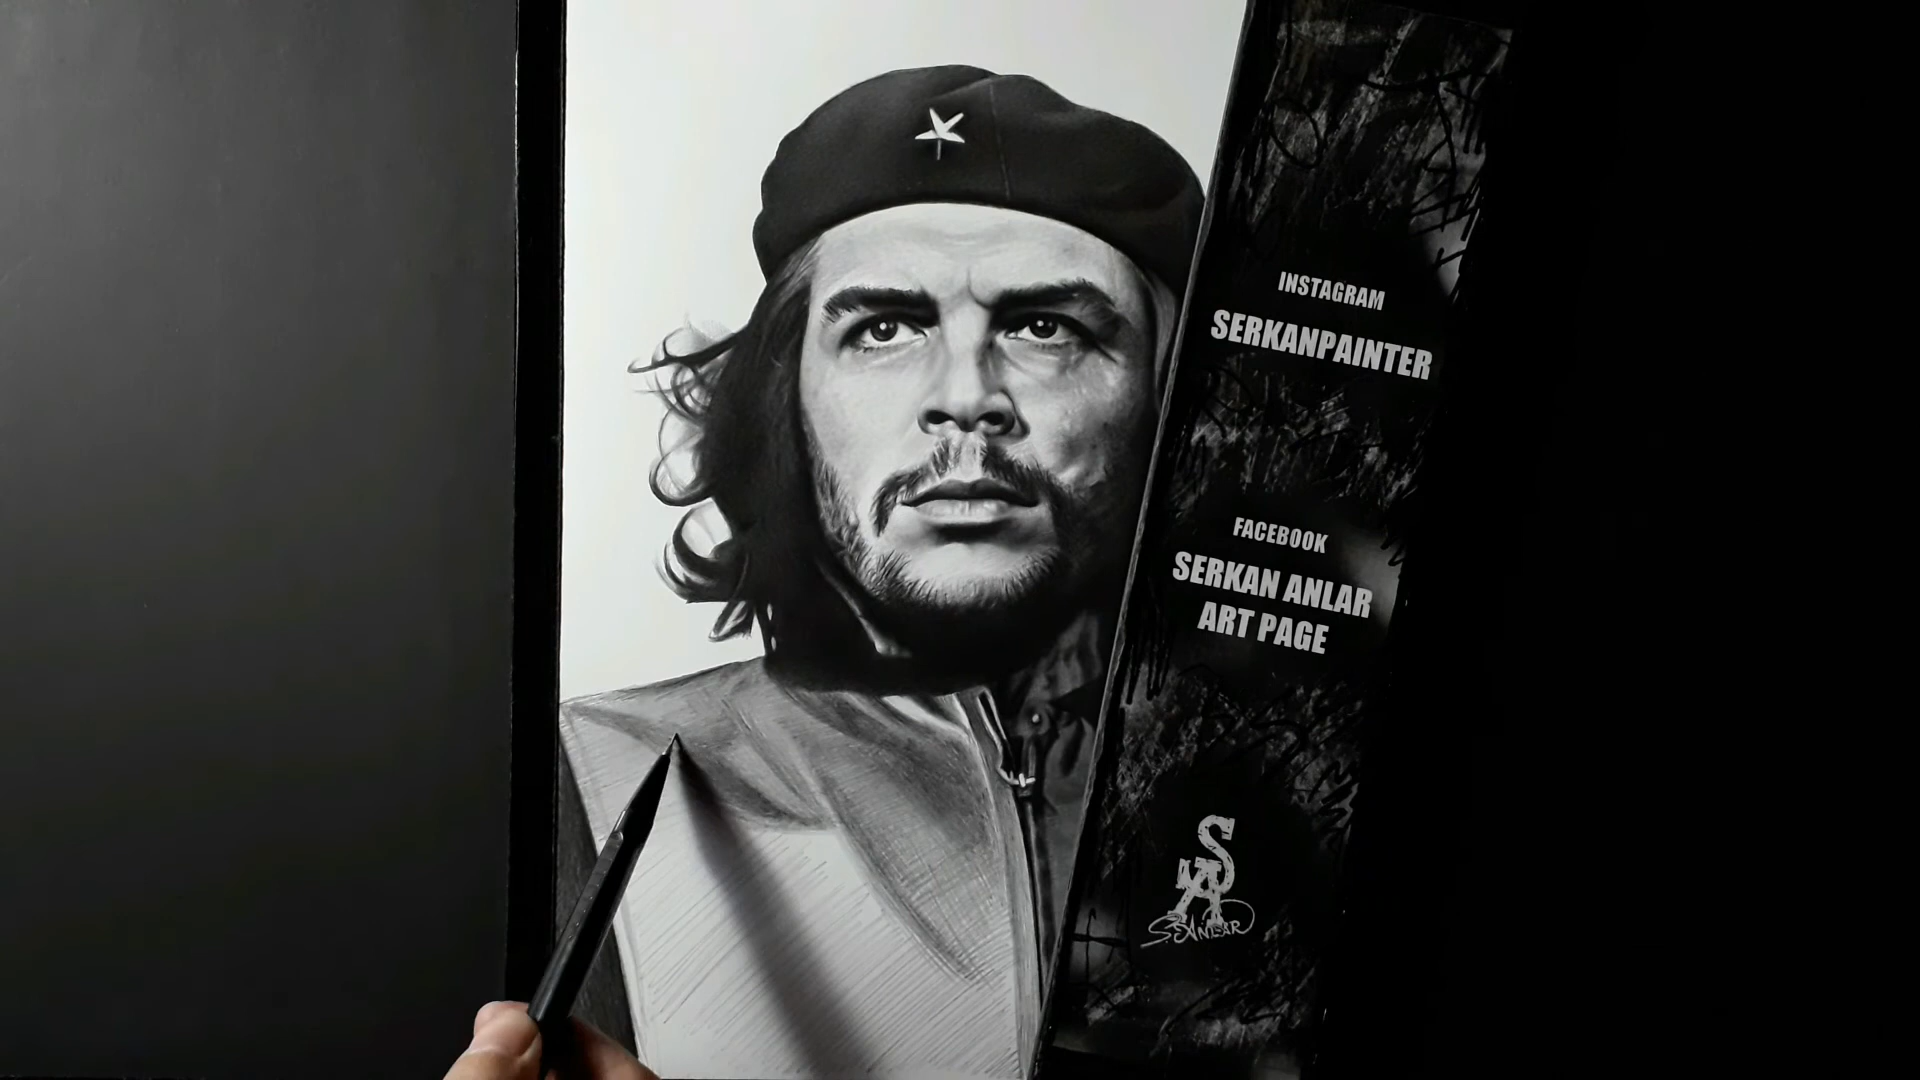 INSTAGRAM
SERKANPAINTER
FACEBOOK
SERKAN ANLAR
ART PAGE
SA
S.ANLAR